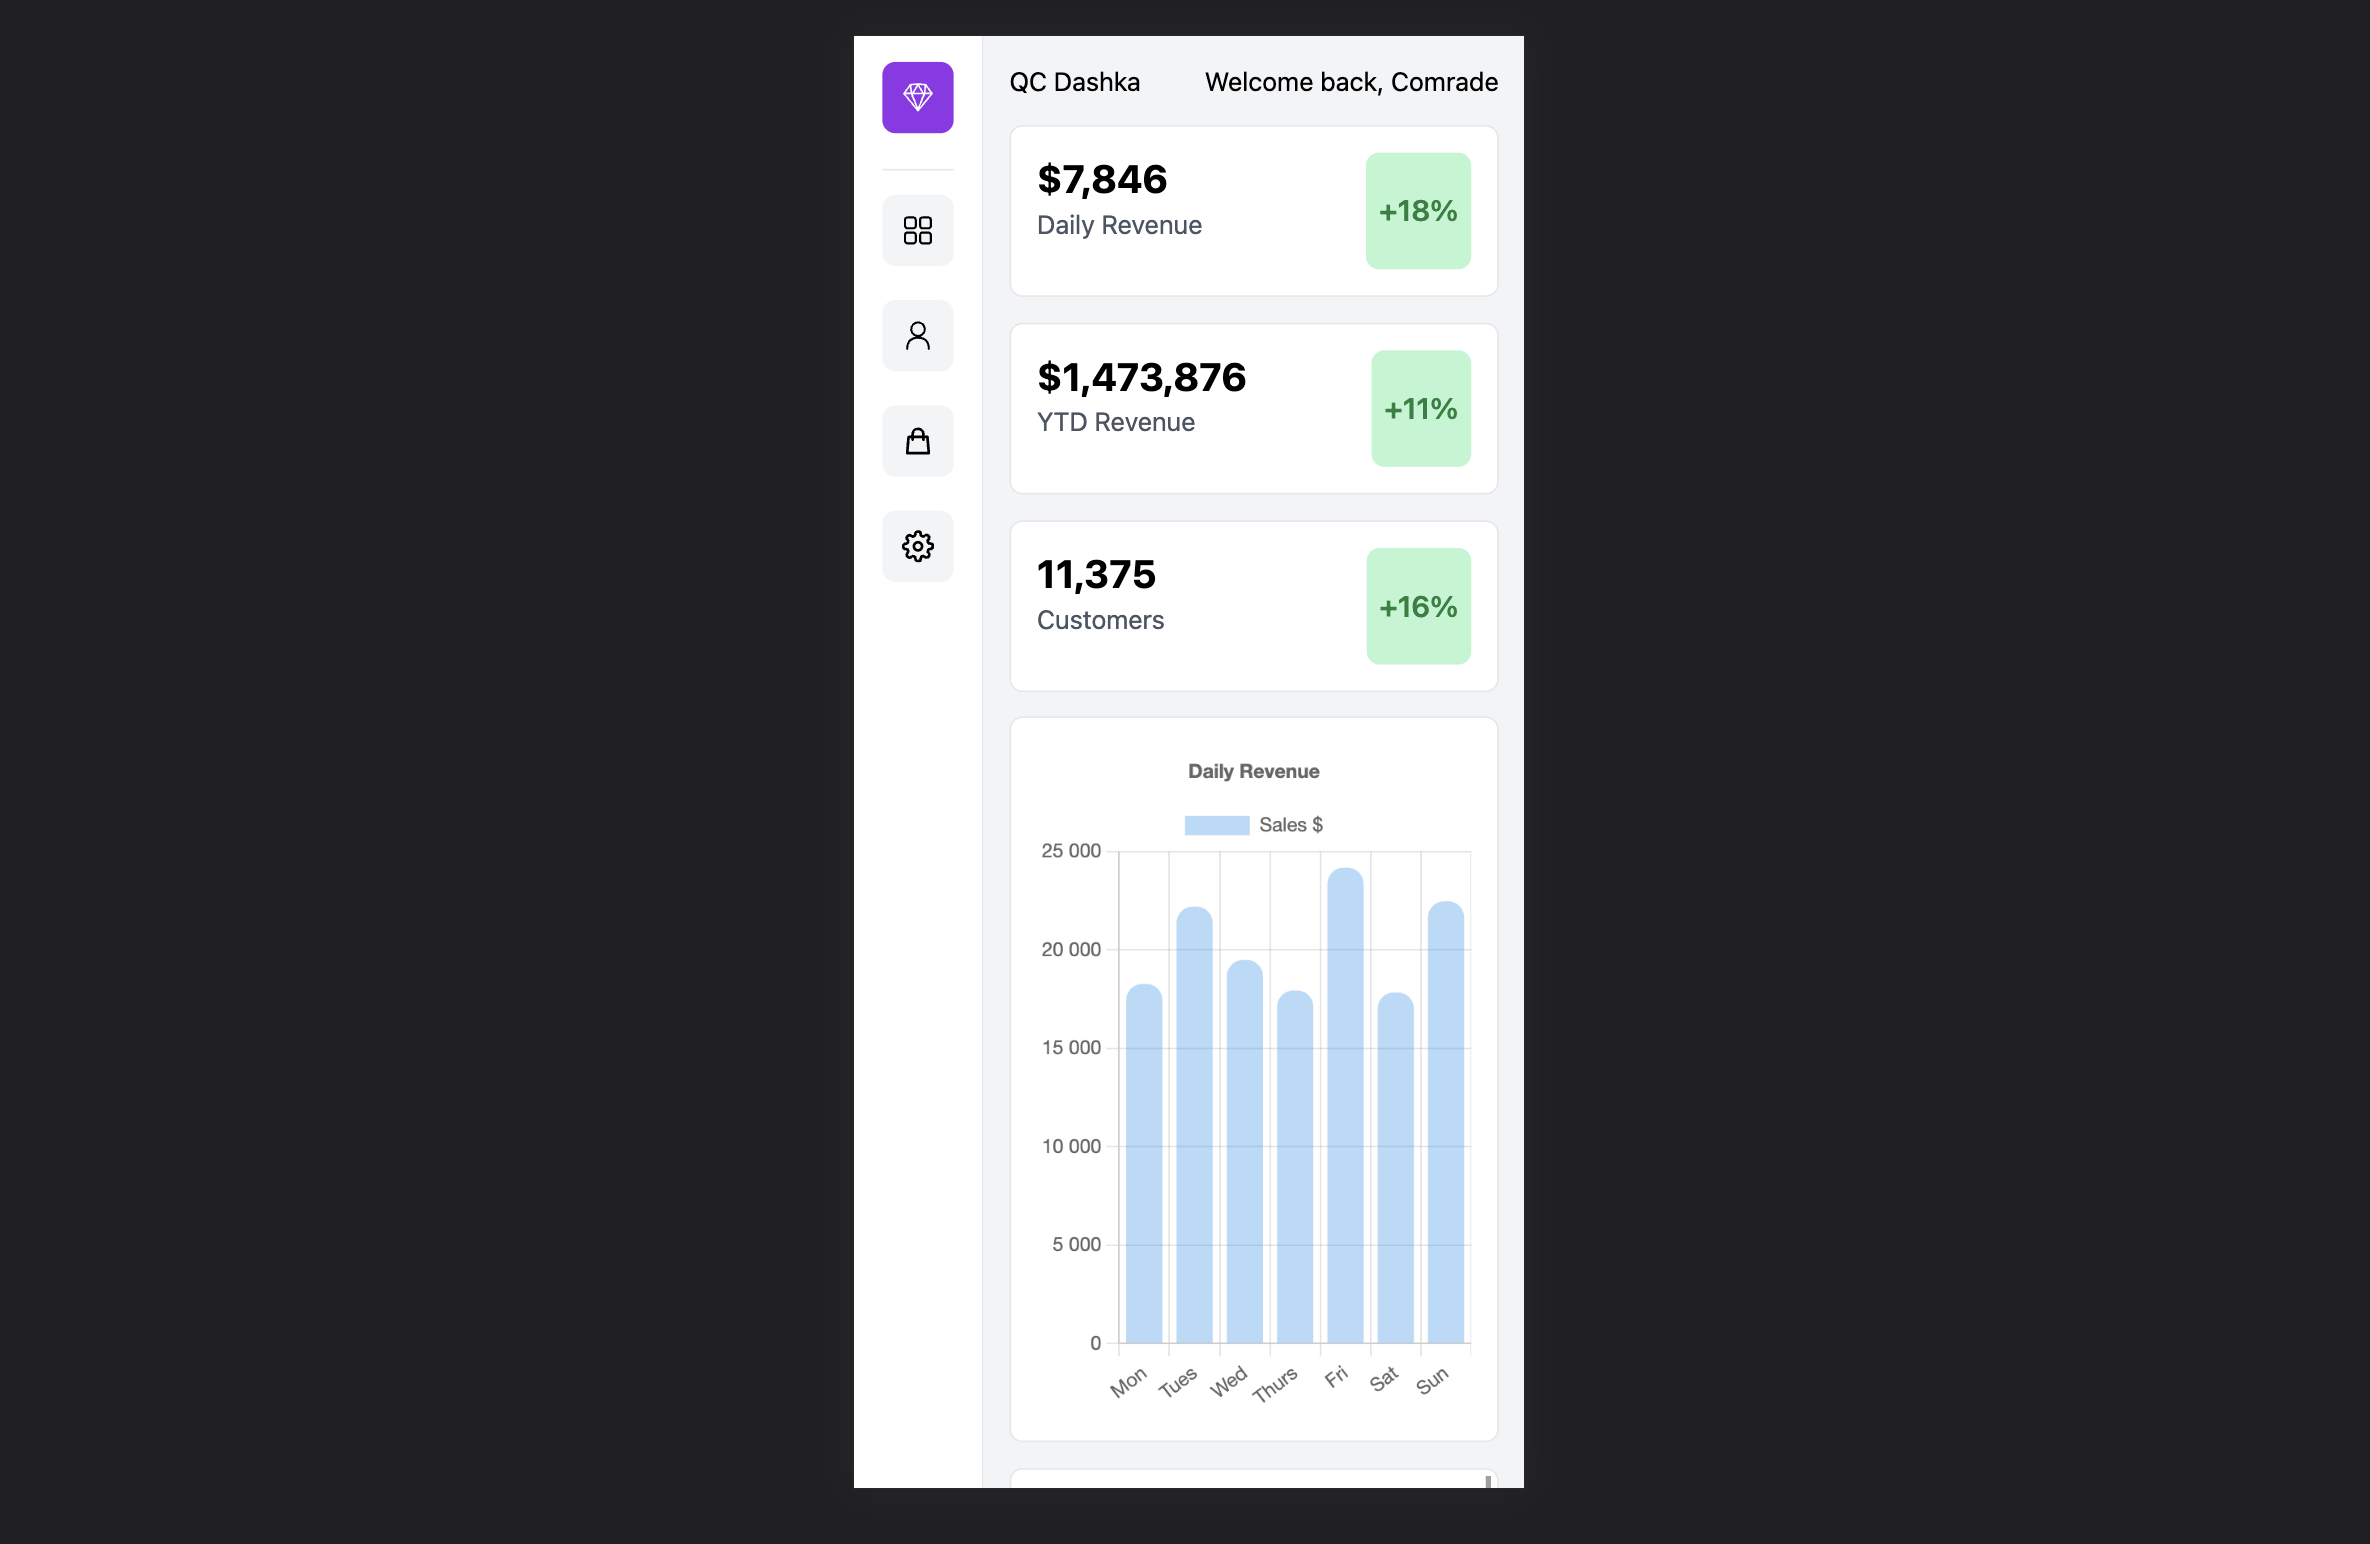 QC Dashka
Welcome back, Comrade
$7,846
Daily Revenue
+18%
$1,473,876
YTD Revenue
+11%
11,375
Customers
+16%
Daily Revenue
Sales $
25 000
20 000
15 000
10 000
5 000
0
Mon
Tues
Wed
Thurs
Fri
Sat
Sun